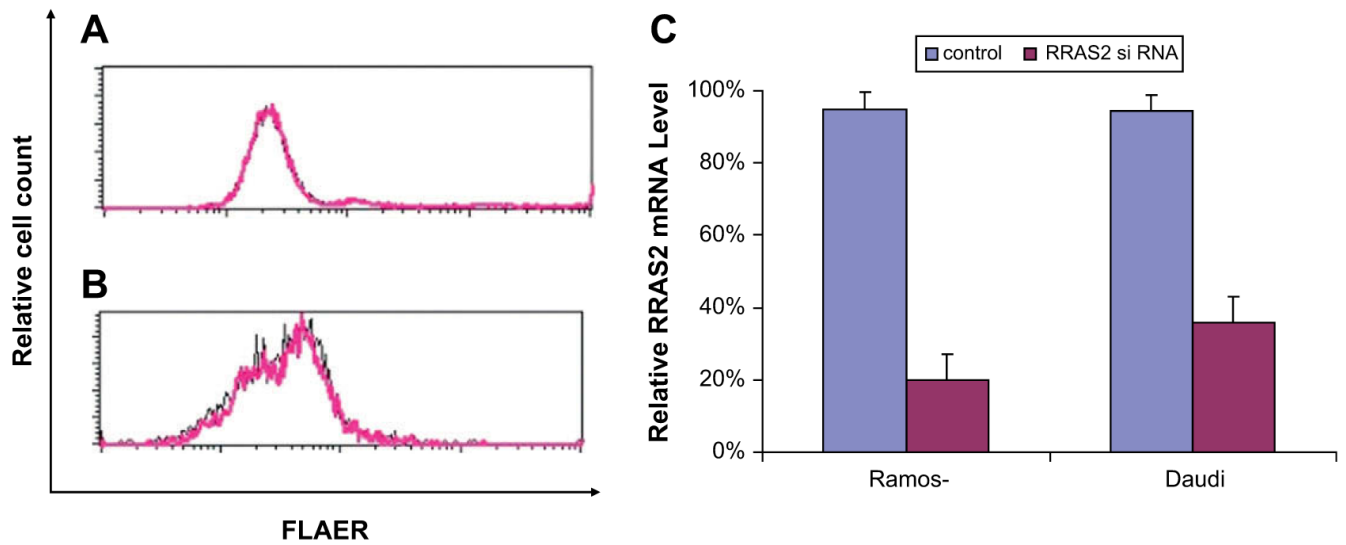 A
B
Relative cell count
FLAER
C
control RRAS2 si RNA
Relative RRAS2 mRNA Level
100%
80%
60%
40%
20%
0%
Ramos- Daudi